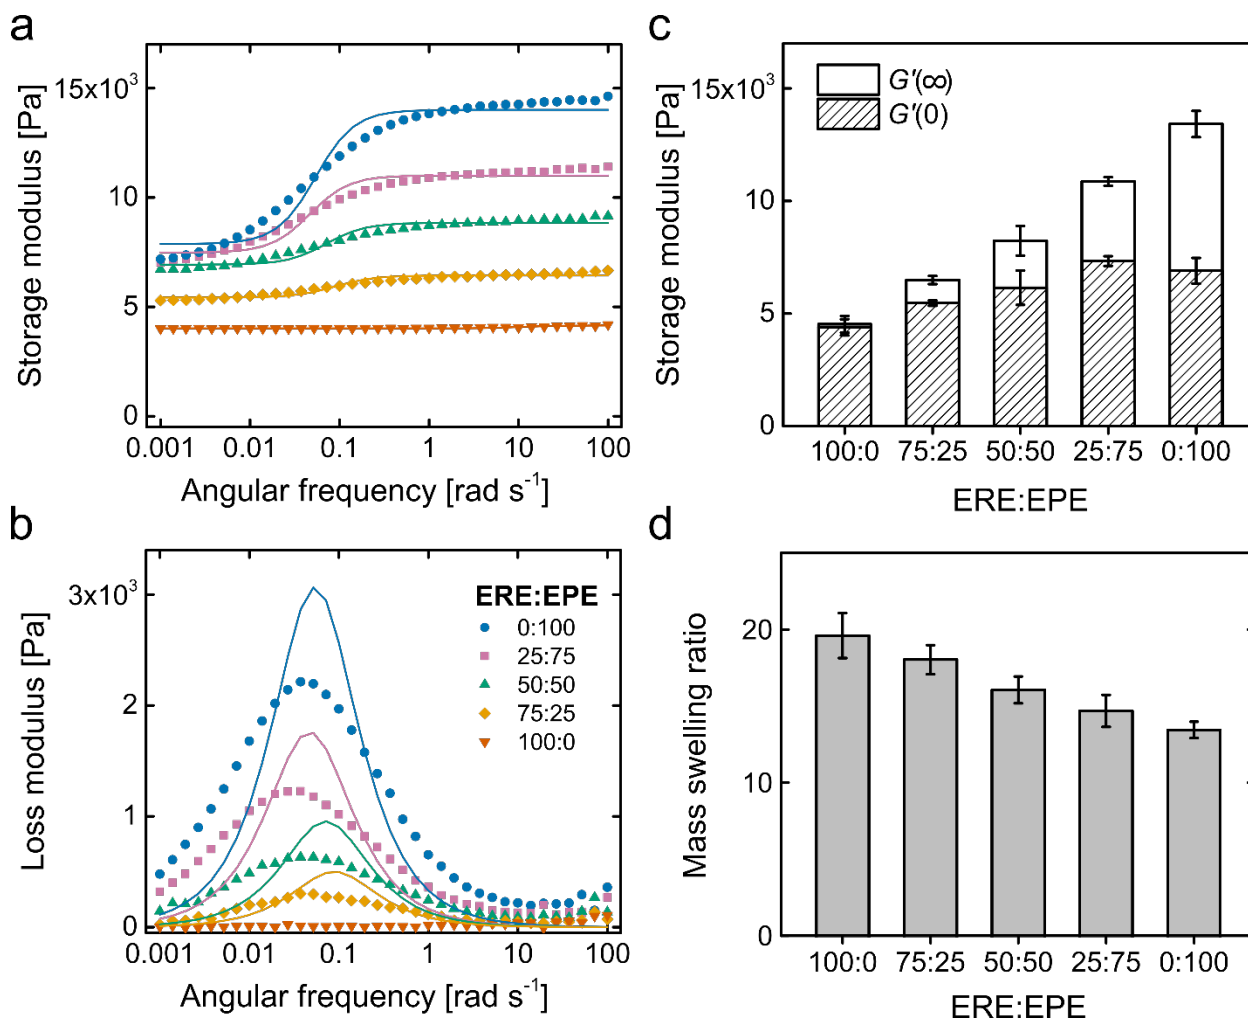 a
Storage modulus [Pa]
15x10³
10
5
0
0.001 0.01 0.1 1 10 100
Angular frequency [rad s⁻¹]
b
Loss modulus [Pa]
3x10³
2
1
0
ERE:EPE
0:100
25:75
50:50
75:25
100:0
0.001 0.01 0.1 1 10 100
Angular frequency [rad s⁻¹]
c
Storage modulus [Pa]
15x10³
10
5
0
G'(∞)
G'(0)
100:0 75:25 50:50 25:75 0:100
ERE:EPE
d
Mass swelling ratio
20
10
0
100:0 75:25 50:50 25:75 0:100
ERE:EPE